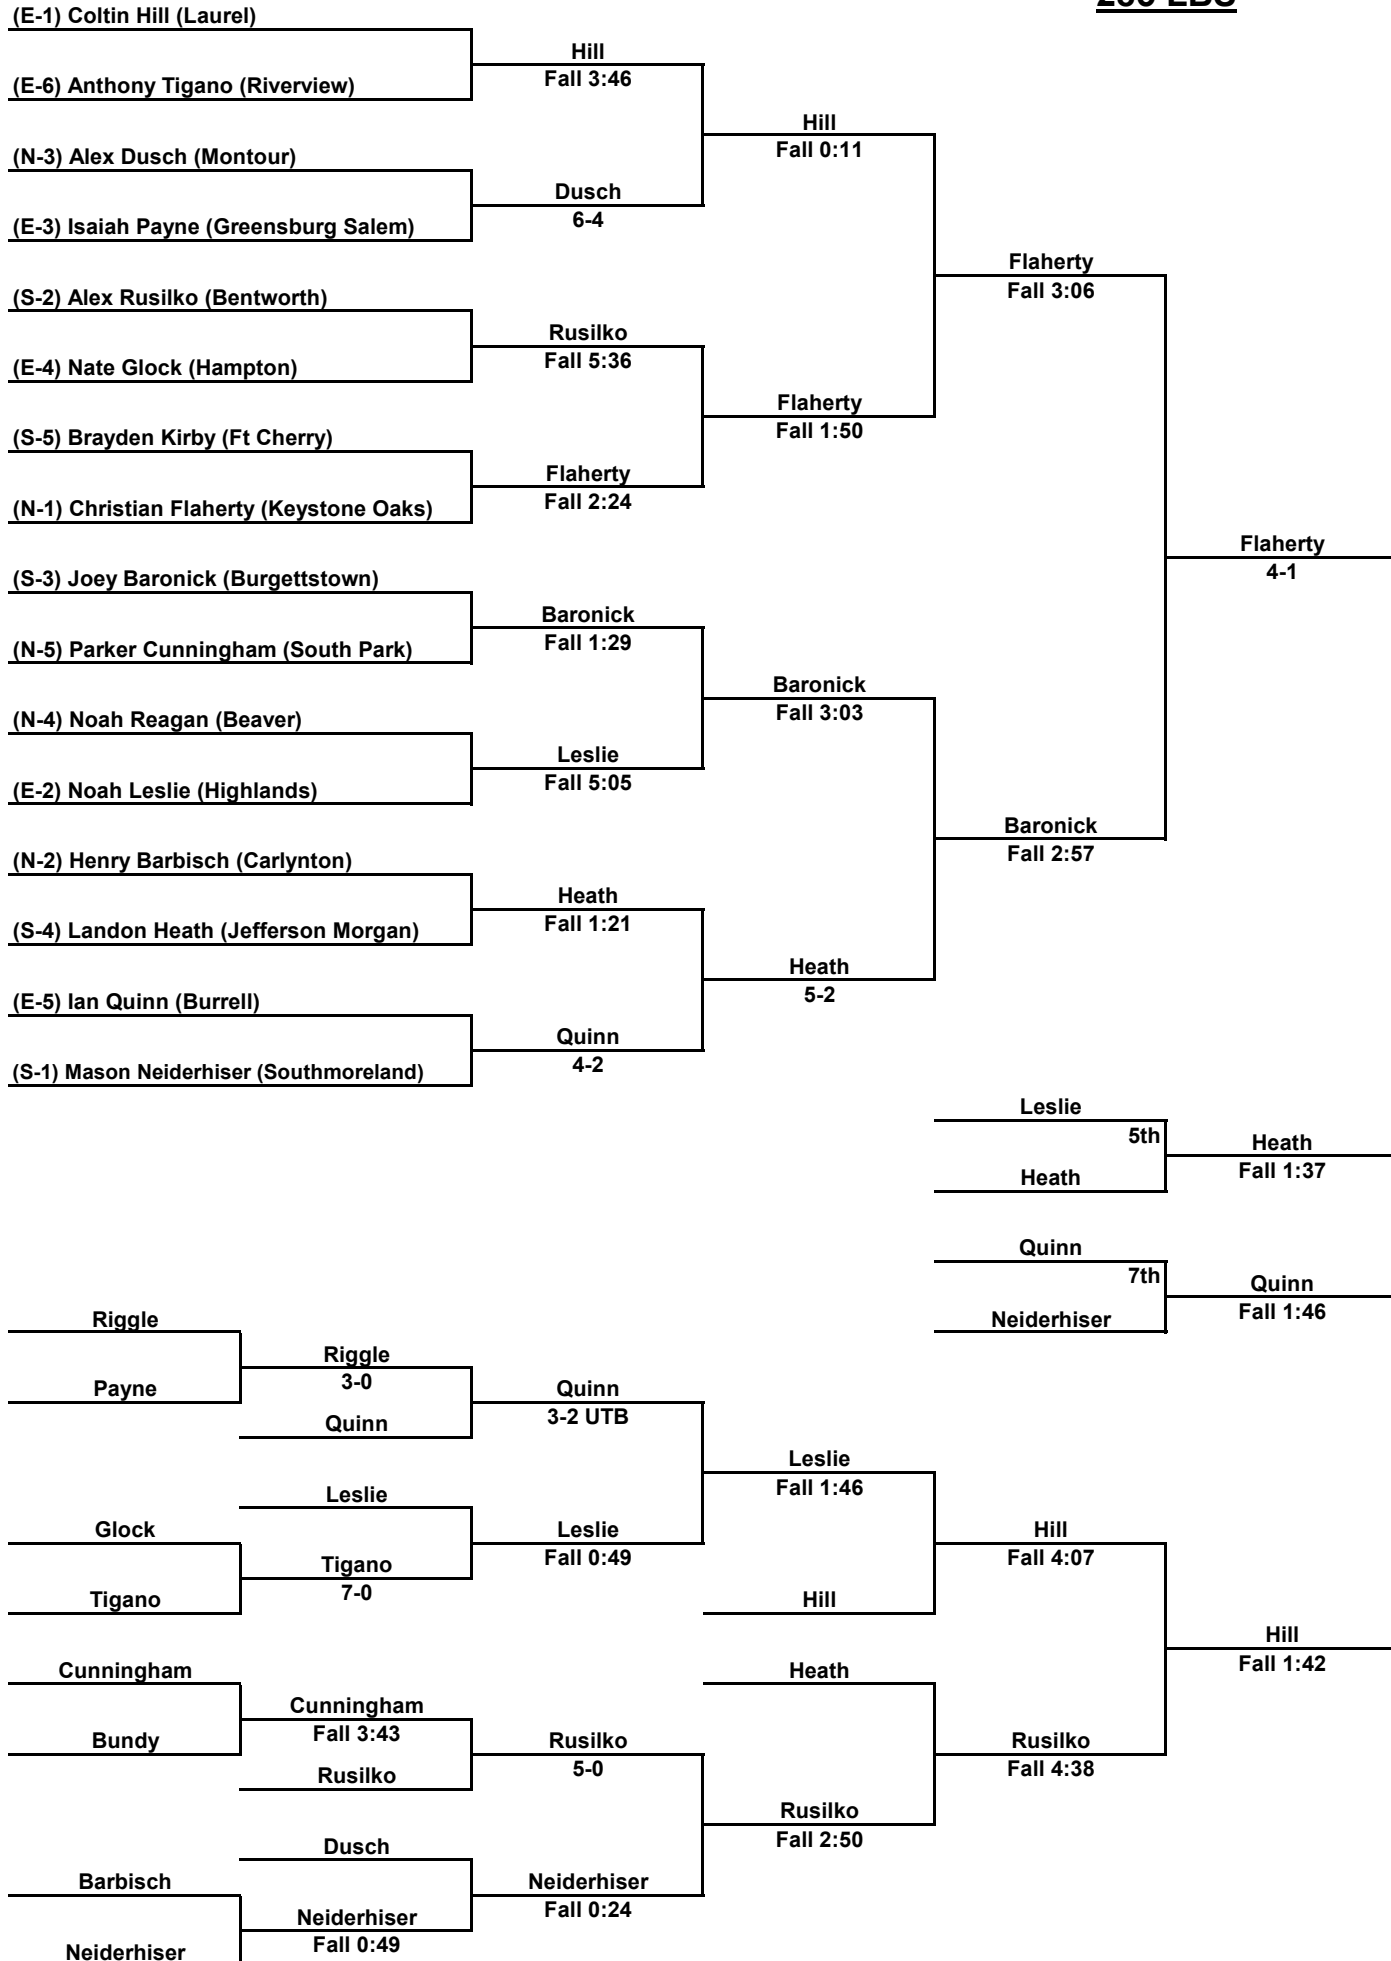 (E-1) Coltin Hill (Laurel)
Hill
Fall 3:46
(E-6) Anthony Tigano (Riverview)
Hill
Fall 0:11
(N-3) Alex Dusch (Montour)
Dusch
6-4
(E-3) Isaiah Payne (Greensburg Salem)
Flaherty
Fall 3:06
(S-2) Alex Rusilko (Bentworth)
Rusilko
Fall 5:36
(E-4) Nate Glock (Hampton)
Flaherty
Fall 1:50
(S-5) Brayden Kirby (Ft Cherry)
Flaherty
Fall 2:24
(N-1) Christian Flaherty (Keystone Oaks)
Flaherty
4-1
(S-3) Joey Baronick (Burgettstown)
Baronick
Fall 1:29
(N-5) Parker Cunningham (South Park)
Baronick
Fall 3:03
(N-4) Noah Reagan (Beaver)
Leslie
Fall 5:05
(E-2) Noah Leslie (Highlands)
Baronick
Fall 2:57
(N-2) Henry Barbisch (Carlynton)
Heath
Fall 1:21
(S-4) Landon Heath (Jefferson Morgan)
Heath
5-2
(E-5) Ian Quinn (Burrell)
Quinn
4-2
(S-1) Mason Neiderhiser (Southmoreland)
Leslie
5th
Heath
Fall 1:37
Heath
Quinn
7th
Quinn
Fall 1:46
Neiderhiser
Riggle
Riggle
3-0
Payne
Quinn
3-2 UTB
Quinn
Leslie
Fall 1:46
Leslie
Glock
Leslie
Fall 0:49
Hill
Fall 4:07
Tigano
7-0
Tigano
Hill
Hill
Fall 1:42
Cunningham
Heath
Cunningham
Fall 3:43
Bundy
Rusilko
5-0
Rusilko
Fall 4:38
Rusilko
Rusilko
Fall 2:50
Dusch
Barbisch
Neiderhiser
Fall 0:24
Neiderhiser
Fall 0:49
Neiderhiser